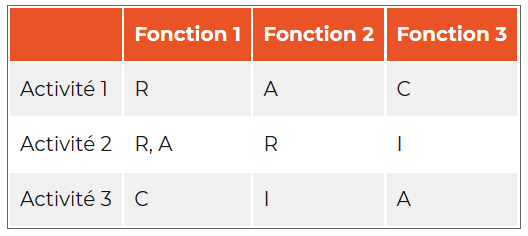 Fonction 1 Fonction 2 Fonction 3
Activité 1 R A C
Activité 2 R, A R I
Activité 3 C I A